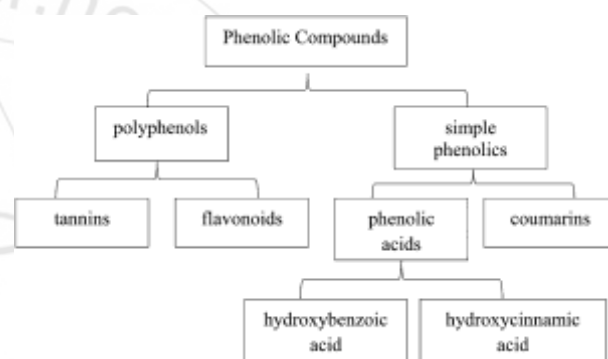 Phenolic Compounds
polyphenols
simple
phenolics
tannins
flavonoids
phenolic
acids
coumarins
hydroxybenzoic
acid
hydroxycinnamic
acid